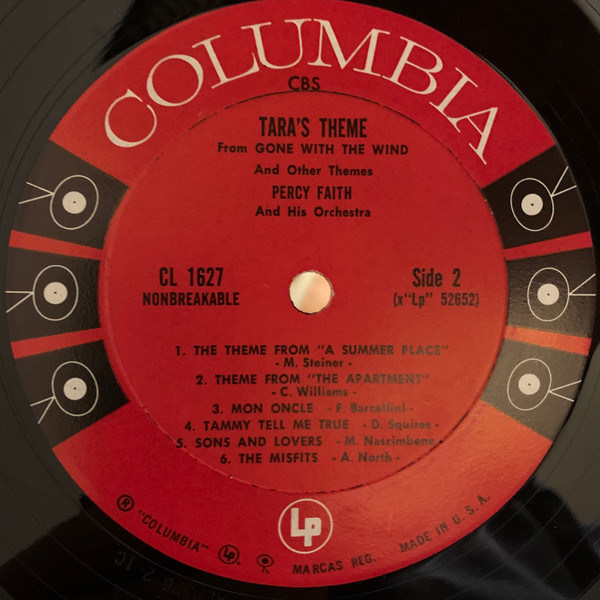 COLUMBIA
CBS
TARA'S THEME
From GONE WITH THE WIND
And Other Themes
PERCY FAITH
And His Orchestra
CL 1627
NONBREAKABLE
Side 2
(x"Lp" 52652)
1. THE THEME FROM "A SUMMER PLACE"
- M. Steiner -
2. THEME FROM "THE APARTMENT"
- C. Williams -
3. MON ONCLE - F. Barcellini -
4. TAMMY TELL ME TRUE - D. Squires -
5. SONS AND LOVERS - M. Nascimbene -
6. THE MISFITS - A. North -
Lp
® "COLUMBIA" Lp MARCAS REG. MADE IN U.S.A.